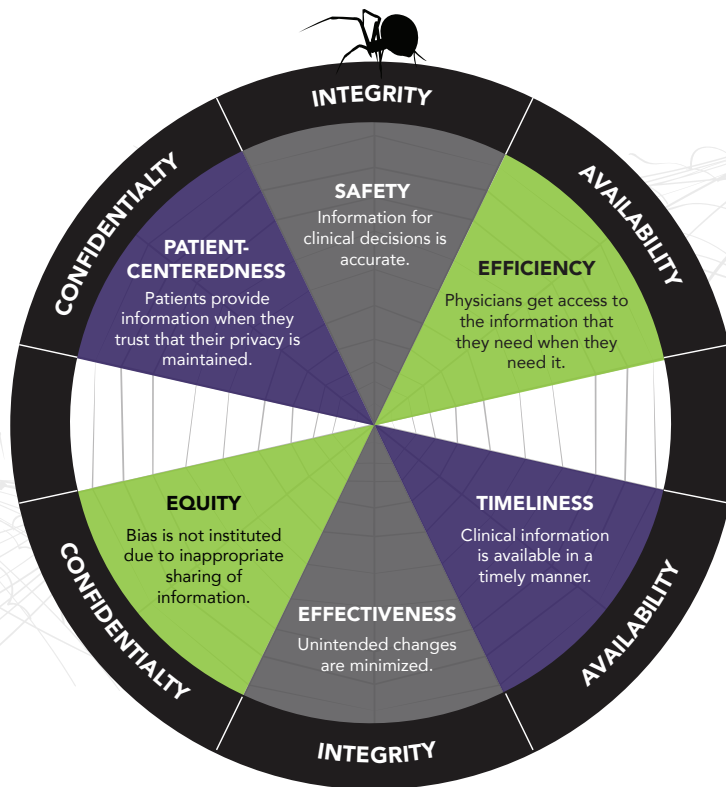 INTEGRITY
SAFETY
Information for
clinical decisions is
accurate.
AVAILABILITY
EFFICIENCY
Physicians get access to
the information that
they need when they
need it.
CONFIDENTIALTY
PATIENT-
CENTEREDNESS
Patients provide
information when they
trust that their privacy is
maintained.
EQUITY
Bias is not instituted
due to inappropriate
sharing of
information.
CONFIDENTIALTY
TIMELINESS
Clinical information
is available in a
timely manner.
AVAILABILITY
EFFECTIVENESS
Unintended changes
are minimized.
INTEGRITY